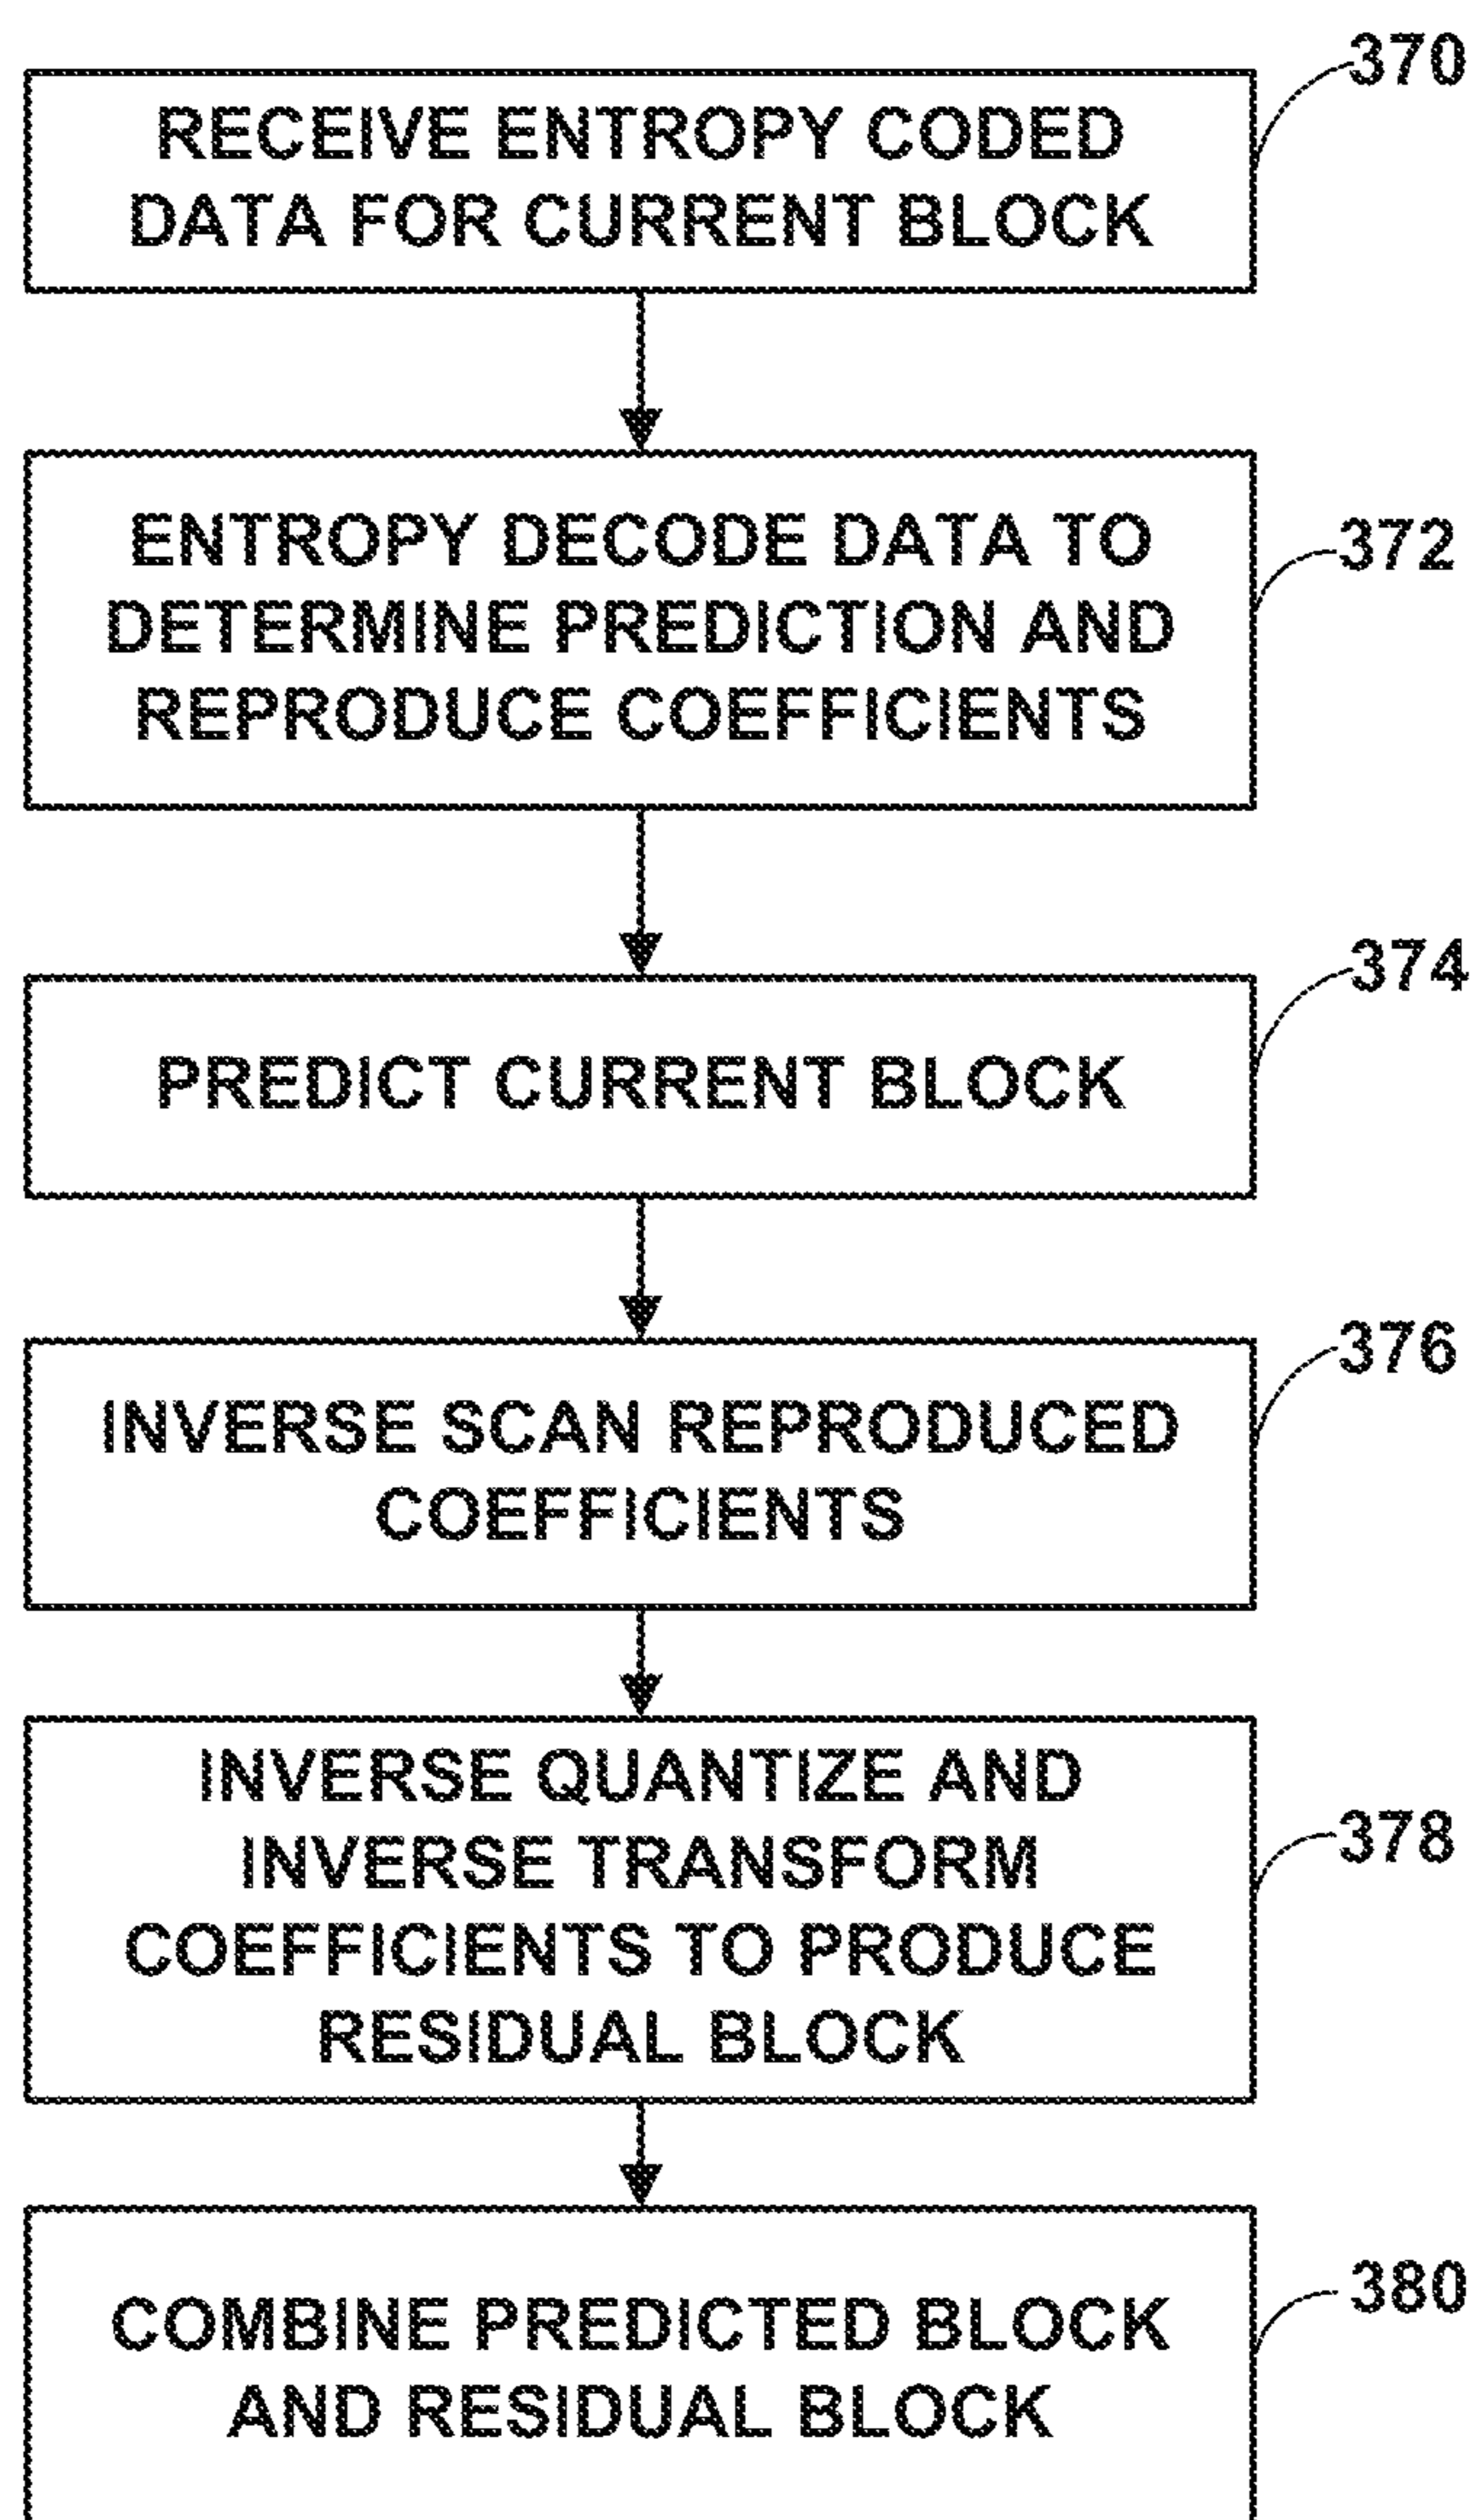 370
RECEIVE ENTROPY CODED
DATA FOR CURRENT BLOCK
372
ENTROPY DECODE DATA TO
DETERMINE PREDICTION AND
REPRODUCE COEFFICIENTS
374
PREDICT CURRENT BLOCK
376
INVERSE SCAN REPRODUCED
COEFFICIENTS
378
INVERSE QUANTIZE AND
INVERSE TRANSFORM
COEFFICIENTS TO PRODUCE
RESIDUAL BLOCK
380
COMBINE PREDICTED BLOCK
AND RESIDUAL BLOCK